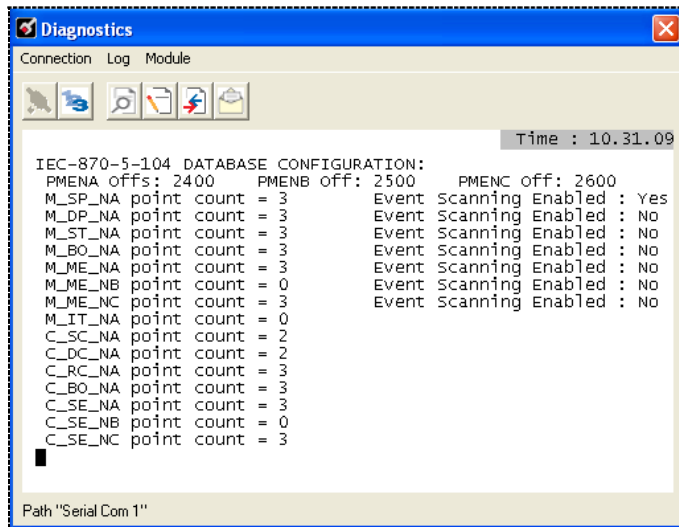 Diagnostics
Connection Log Module
Time : 10.31.09
IEC-870-5-104 DATABASE CONFIGURATION:
PMENA Offs: 2400 PMENB Off: 2500 PMENC Off: 2600
M_SP_NA point count = 3 Event Scanning Enabled : Yes
M_DP_NA point count = 3 Event Scanning Enabled : No
M_ST_NA point count = 3 Event Scanning Enabled : No
M_BO_NA point count = 3 Event Scanning Enabled : No
M_ME_NA point count = 3 Event Scanning Enabled : No
M_ME_NB point count = 0 Event Scanning Enabled : No
M_ME_NC point count = 3 Event Scanning Enabled : No
M_IT_NA point count = 0
C_SC_NA point count = 2
C_DC_NA point count = 2
C_RC_NA point count = 3
C_BO_NA point count = 3
C_SE_NA point count = 3
C_SE_NB point count = 0
C_SE_NC point count = 3
Path "Serial Com 1"